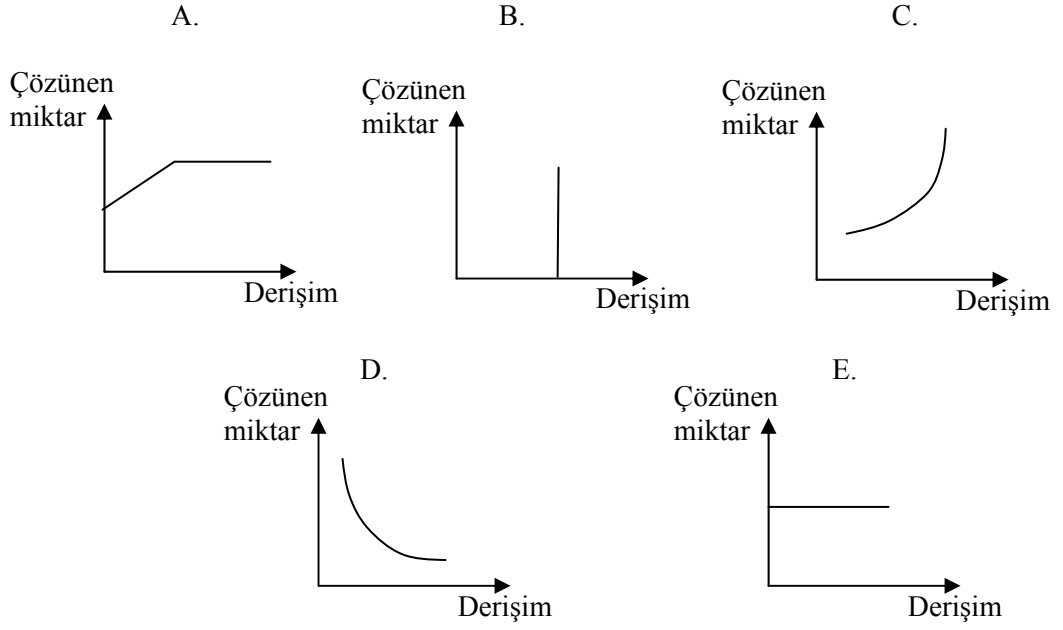 A.
Çözünen
miktar
Derişim
B.
Çözünen
miktar
Derişim
C.
Çözünen
miktar
Derişim
D.
Çözünen
miktar
Derişim
E.
Çözünen
miktar
Derişim